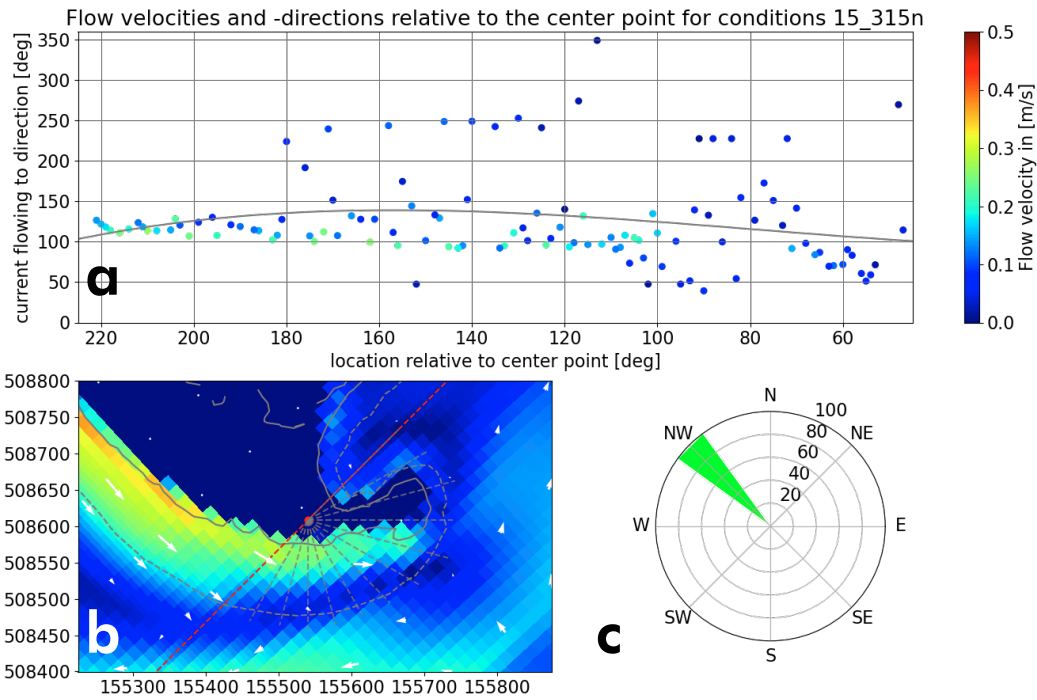 Flow velocities and -directions relative to the center point for conditions 15_315n
current flowing to direction [deg]
350
300
250
200
150
100
50
0
a
220 200 180 160 140 120 100 80 60
location relative to center point [deg]
0.5
0.4
0.3
0.2
0.1
0.0
Flow velocity in [m/s]
508800
508750
508700
508650
508600
508550
508500
508450
508400
b
155300 155400 155500 155600 155700 155800
c
N
NE
E
SE
S
SW
W
NW
100
80
60
40
20